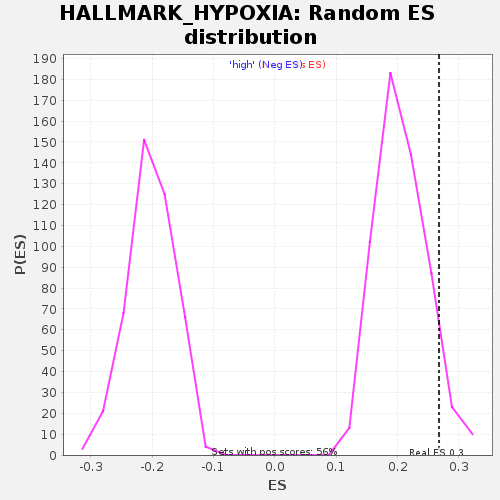 HALLMARK_HYPOXIA: Random ES
distribution
'high' (Neg ES)s ES)
190
180
170
160
150
140
130
120
110
100
90
80
70
60
50
40
30
20
10
0
P(ES)
Sets with pos scores: 56%
Real ES 0.3
-0.3 -0.2 -0.1 0.0 0.1 0.2 0.3
ES